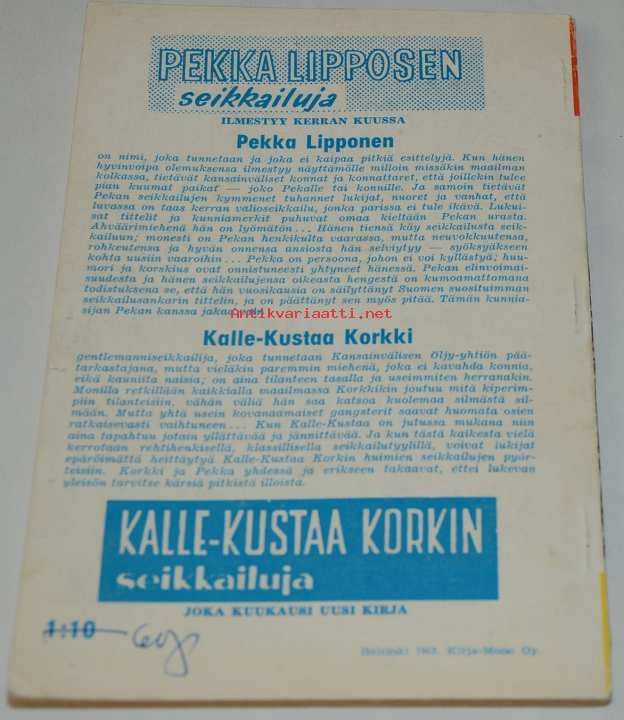 PEKKA LIPPOSEN
seikkailuja
ILMESTYY KERRAN KUUSSA
Pekka Lipponen
on nimi, joka tunnetaan ja joka ei kaipaa pitkiä esittelyjä. Kun hänen
hyvinvoipa olemuksensa ilmestyy näyttämölle milloin missäkin maailman
kolkassa, tietävät kansainväliset konnat ja konnattaret, että joillekin tulee
pian kuumat paikat — joko Pekalle tai konnille. Ja samoin tietävät
Pekan seikkailujen kymmenet tuhannet lukijat, nuoret ja vanhat, että
luvassa on taas kerran valioseikkailu, jonka parissa ei tule ikävä. Lukui-
sat tittelit ja kunniamerkit puhuvat omaa kieltään Pekan urasta.
Ahväärimiehenä hän on lyömätön... Hänen tiensä käy seikkailusta seik-
kailuun; monesti on Pekan henkikulta vaarassa, mutta neuvokkuutensa,
rohkeutensa ja hyvän onnensa ansiosta hän selviytyy — syöksyäkseen
kohta uusiin vaaroihin... Pekka on persoona, johon ei voi kyllästyä; huu-
mori ja korskius ovat onnistuneesti yhtyneet hänessä. Pekan elinvoimai-
suudesta ja hänen seikkailujensa oikeasta hengestä on kumoamattomana
todistuksena se, että hän vuosikausia on säilyttänyt Suomen suosituimman
seikkailusankarin tittelin, ja on päättänyt sen myös pitää. Tämän kunnia-
sijan Pekan kanssa jakaa vain
Antikvariaatti.net
Kalle-Kustaa Korkki
gentlemanniseikkailija, joka tunnetaan Kansainvälisen Öljy-yhtiön pää-
tarkastajana, mutta vieläkin paremmin miehenä, joka ei kavahda konnia,
eikä kauniita naisia; on aina tilanteen tasalla ja useimmiten herranakin.
Monilla retkillään kaikkialla maailmassa Korkkikin joutuu mitä kiperim-
piin tilanteisiin, vähän väliä hän saa katsoa kuolemaa silmästä sil-
mään. Mutta yhtä usein kovanaamaiset gangsterit saavat huomata osien
ratkaisevasti vaihtuneen... Kun Kalle-Kustaa on jutussa mukana niin
aina tapahtuu jotain yllättävää ja jännittävää. Ja kun tästä kaikesta vielä
kerrotaan rehtihenkisellä, klassillisella seikkailutyylillä, voivat lukijat
epäröimättä heittäytyä Kalle-Kustaa Korkin huimien seikkailujen pyör-
teisiin. Korkki ja Pekka yhdessä ja erikseen takaavat, ettei lukevan
yleisön tarvitse kärsiä pitkistä illoista.
KALLE-KUSTAA KORKIN
seikkailuja
JOKA KUUKAUSI UUSI KIRJA
1:10
Helsinki 1963. Kirja-Mono Oy.